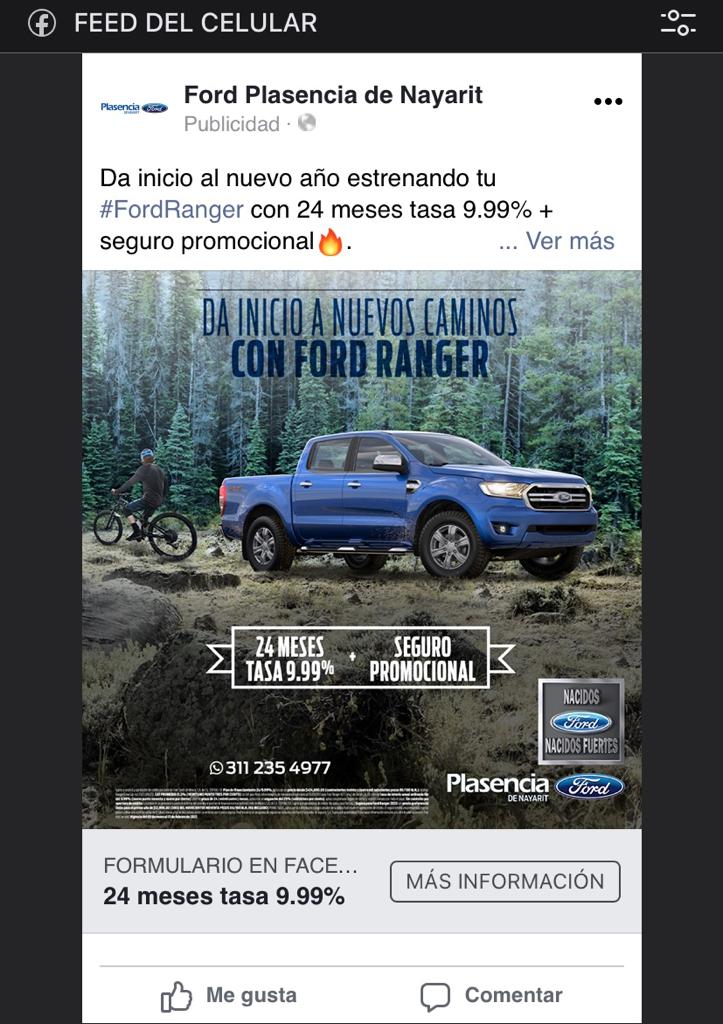 FEED DEL CELULAR
Plasencia Ford
DE NAYARIT
Ford Plasencia de Nayarit
Publicidad ·
Da inicio al nuevo año estrenando tu
#FordRanger con 24 meses tasa 9.99% +
seguro promocional🔥. ... Ver más
DA INICIO A NUEVOS CAMINOS
CON FORD RANGER
24 MESES + SEGURO
TASA 9.99% PROMOCIONAL
NACIDOS
Ford
NACIDOS FUERTES
311 235 4977
Plasencia Ford
DE NAYARIT
FORMULARIO EN FACE...
24 meses tasa 9.99%
MÁS INFORMACIÓN
Me gusta
Comentar